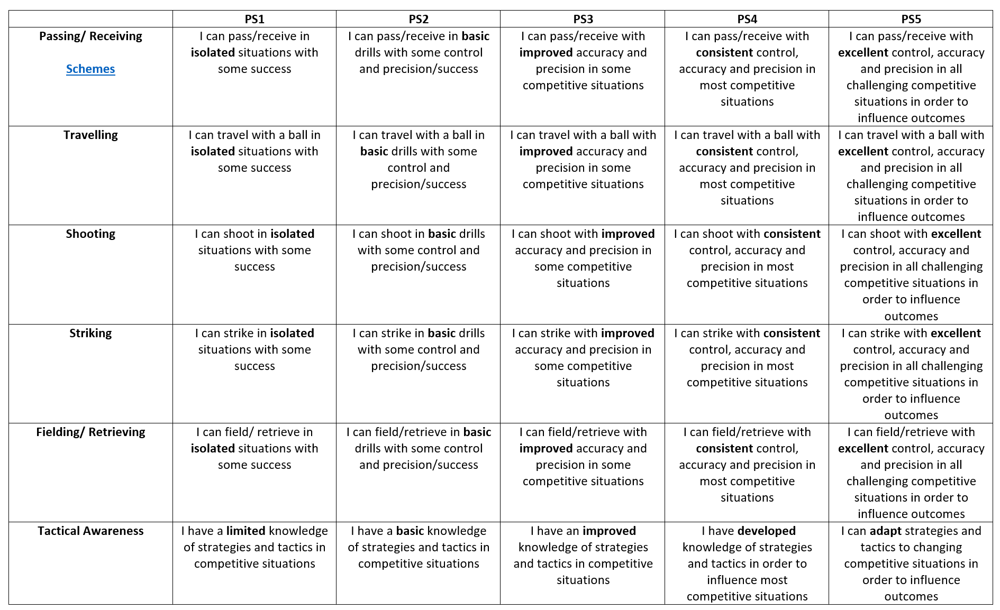 PS1
PS2
PS3
PS4
PS5
Passing/ Receiving
Schemes
I can pass/receive in
isolated situations with
some success
I can pass/receive in basic
drills with some control
and precision/success
I can pass/receive with
improved accuracy and
precision in some
competitive situations
I can pass/receive with
consistent control,
accuracy and precision in
most competitive
situations
I can pass/receive with
excellent control, accuracy
and precision in all
challenging competitive
situations in order to
influence outcomes
Travelling
I can travel with a ball in
isolated situations with
some success
I can travel with a ball in
basic drills with some
control and
precision/success
I can travel with a ball with
improved accuracy and
precision in some
competitive situations
I can travel with a ball with
consistent control,
accuracy and precision in
most competitive
situations
I can travel with a ball with
excellent control, accuracy
and precision in all
challenging competitive
situations in order to
influence outcomes
Shooting
I can shoot in isolated
situations with some
success
I can shoot in basic drills
with some control and
precision/success
I can shoot with improved
accuracy and precision in
some competitive
situations
I can shoot with consistent
control, accuracy and
precision in most
competitive situations
I can shoot with excellent
control, accuracy and
precision in all challenging
competitive situations in
order to influence
outcomes
Striking
I can strike in isolated
situations with some
success
I can strike in basic drills
with some control and
precision/success
I can strike with improved
accuracy and precision in
some competitive
situations
I can strike with consistent
control, accuracy and
precision in most
competitive situations
I can strike with excellent
control, accuracy and
precision in all challenging
competitive situations in
order to influence
outcomes
Fielding/ Retrieving
I can field/ retrieve in
isolated situations with
some success
I can field/retrieve in basic
drills with some control
and precision/success
I can field/retrieve with
improved accuracy and
precision in some
competitive situations
I can field/retrieve with
consistent control,
accuracy and precision in
most competitive
situations
I can field/retrieve with
excellent control, accuracy
and precision in all
challenging competitive
situations in order to
influence outcomes
Tactical Awareness
I have a limited knowledge
of strategies and tactics in
competitive situations
I have a basic knowledge
of strategies and tactics in
competitive situations
I have an improved
knowledge of strategies
and tactics in competitive
situations
I have developed
knowledge of strategies
and tactics in order to
influence most
competitive situations
I can adapt strategies and
tactics to changing
competitive situations in
order to influence
outcomes